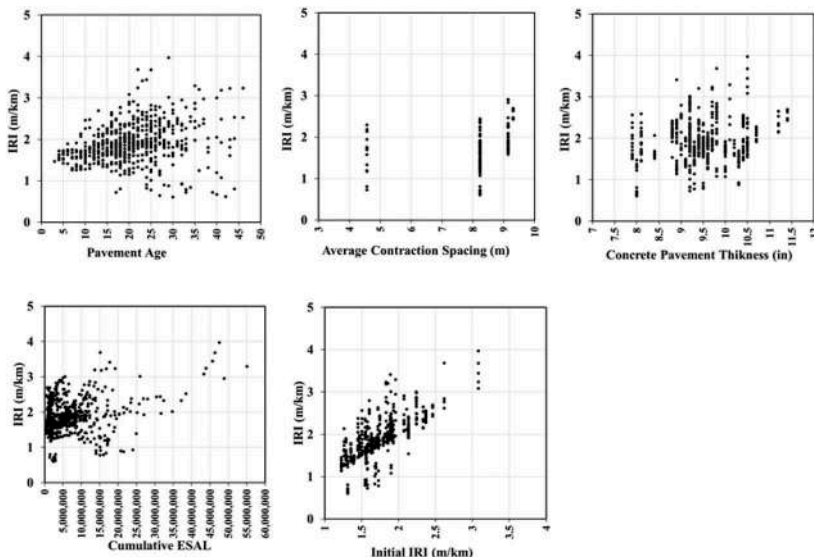 5
4
3
2
1
0
IRI (m/km)
0 5 10 15 20 25 30 35 40 45 50
Pavement Age
5
4
3
2
1
0
IRI (m/km)
3 4 5 6 7 8 9 10
Average Contraction Spacing (m)
5
4
3
2
1
0
IRI (m/km)
7 7.5 8 8.5 9 9.5 10 10.5 11 11.5 12
Concrete Pavement Thikness (in)
5
4
3
2
1
0
IRI (m/km)
0 5,000,000 10,000,000 15,000,000 20,000,000 25,000,000 30,000,000 35,000,000 40,000,000 45,000,000 50,000,000 55,000,000 60,000,000
Cumulative ESAL
5
4
3
2
1
0
IRI (m/km)
1 1.5 2 2.5 3 3.5 4
Initial IRI (m/km)